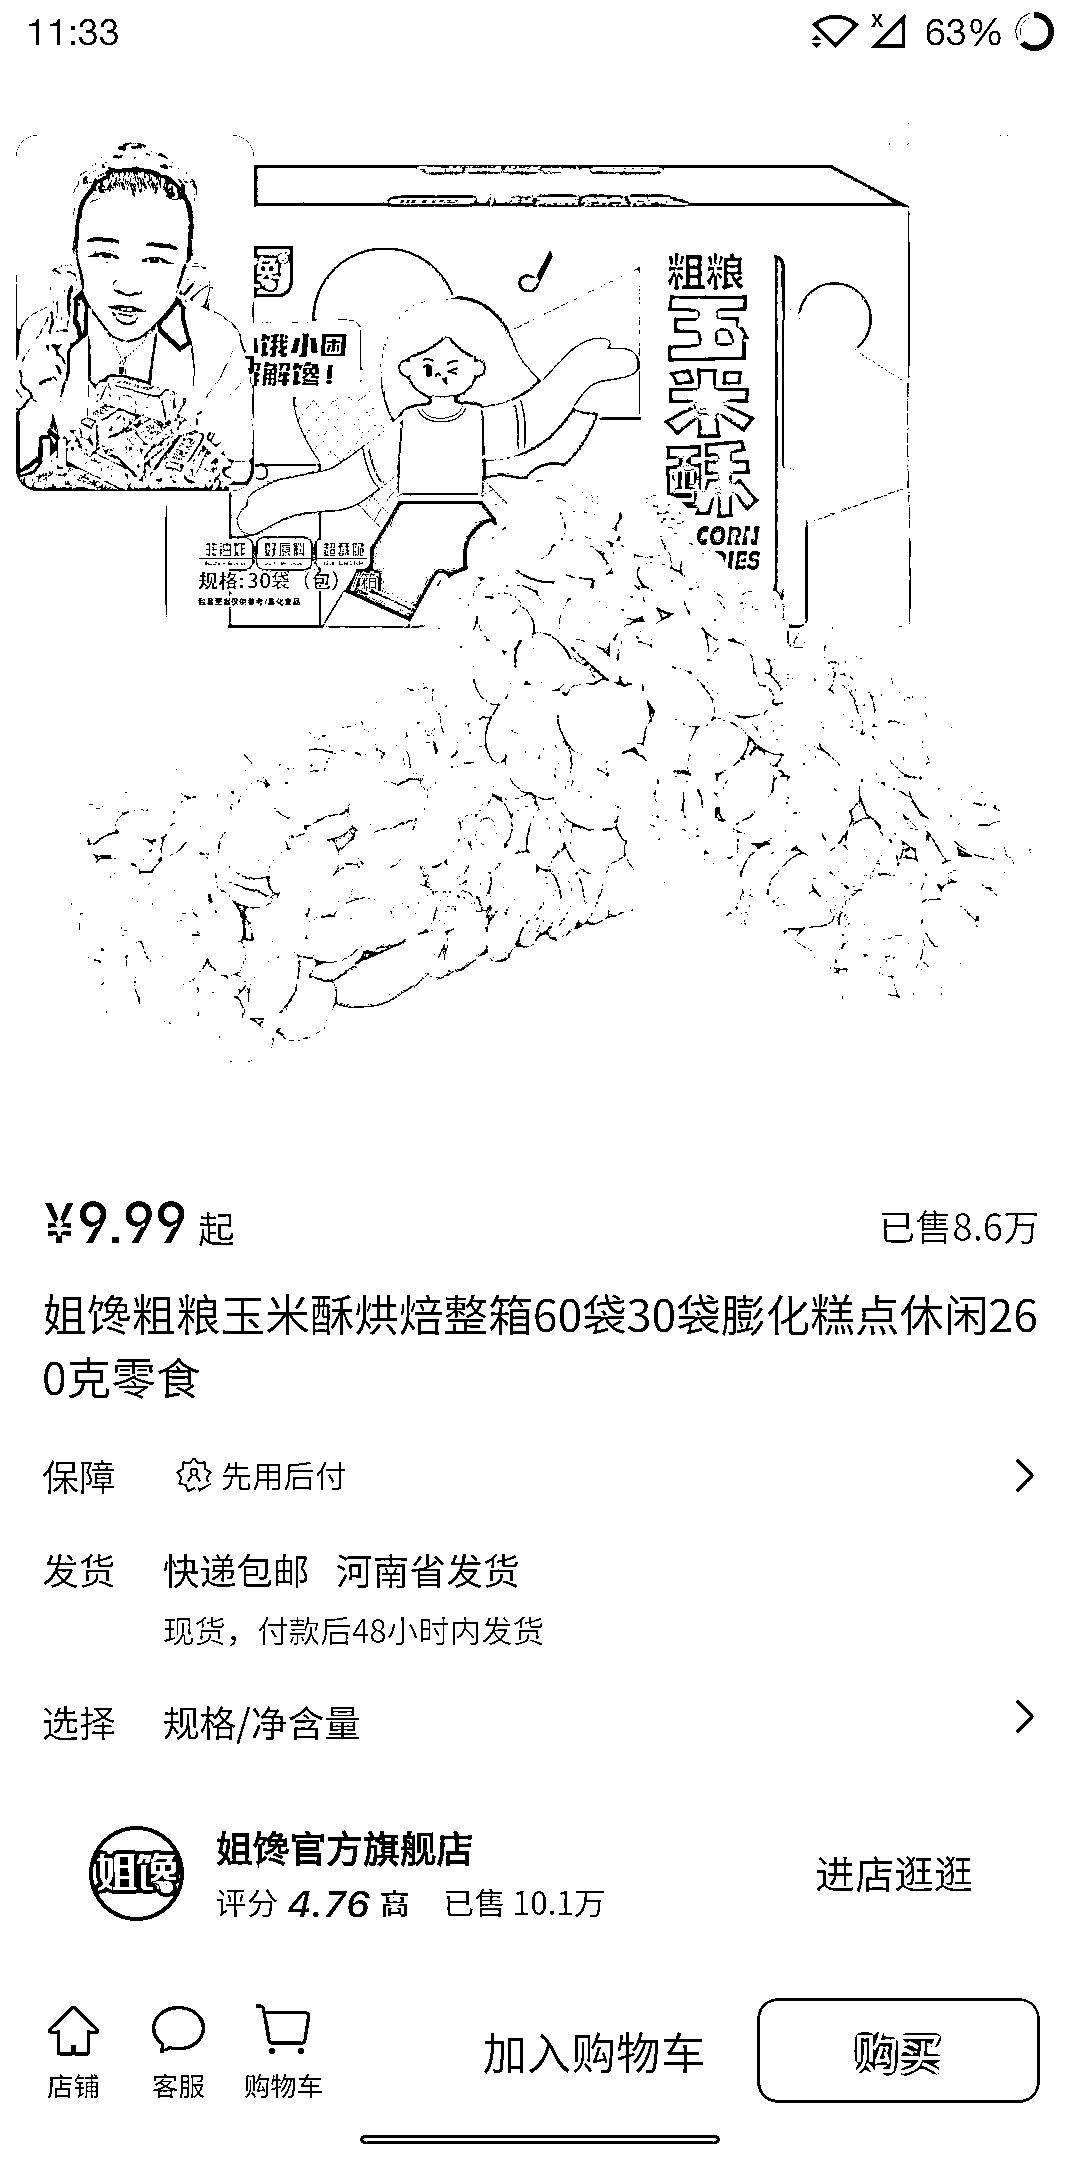 11:33
63%
粗粮
玉米酥
CORN
小饿小困
解馋!
非油炸 好原料 超酥脆
规格:30袋（包）/箱
¥9.99 起
已售8.6万
姐馋粗粮玉米酥烘焙整箱60袋30袋膨化糕点休闲26
0克零食
保障 先用后付
发货 快递包邮 河南省发货
现货，付款后48小时内发货
选择 规格/净含量
姐馋
姐馋官方旗舰店
评分 4.76 高 已售 10.1万
进店逛逛
店铺
客服
购物车
加入购物车
购买